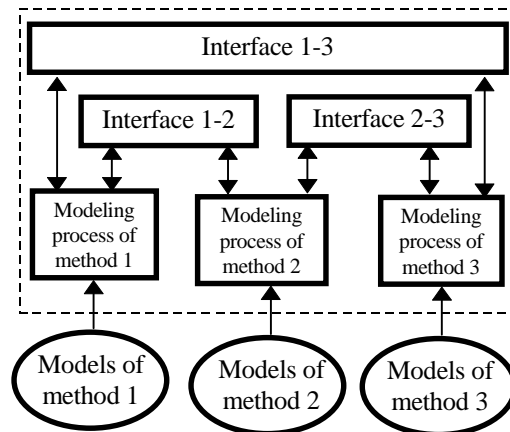 Interface 1-3
Interface 1-2
Interface 2-3
Modeling
process of
method 1
Modeling
process of
method 2
Modeling
process of
method 3
Models of
method 1
Models of
method 2
Models of
method 3